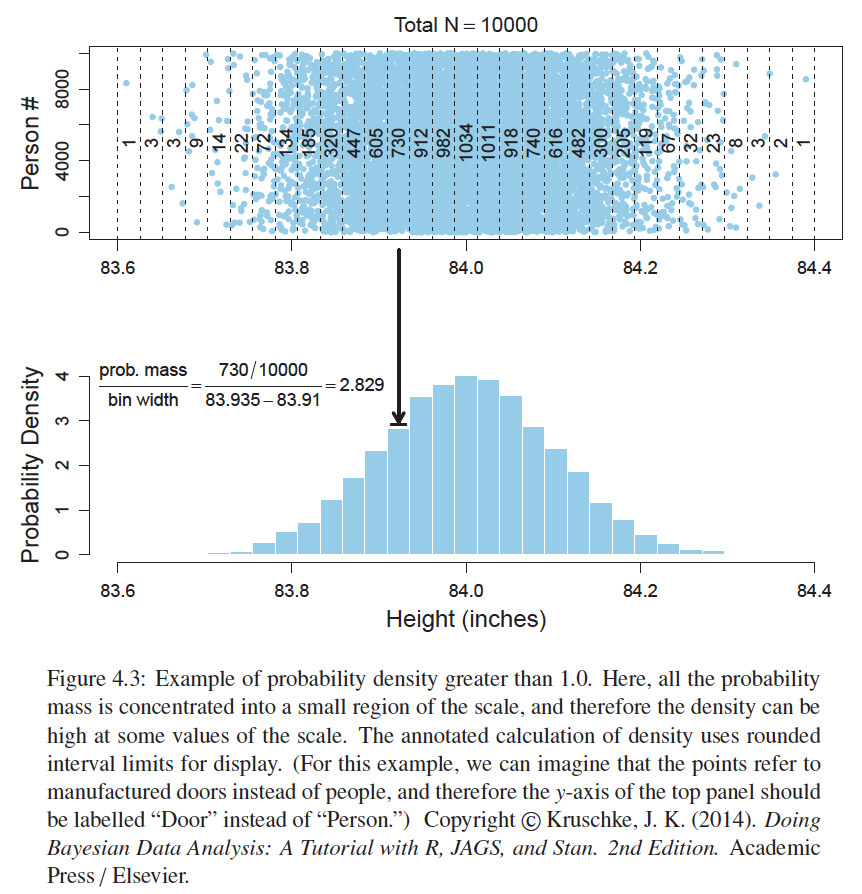 Total N = 10000
Person #
8000
4000
0
1 3 3 9 14 22 72 134 185 320 447 605 730 912 982 1034 1011 918 740 616 482 300 205 119 67 32 23 8 3 2 1
83.6 83.8 84.0 84.2 84.4
prob. mass
bin width
=
730/10000
83.935 – 83.91
= 2.829
Probability Density
4
3
2
1
0
83.6 83.8 84.0 84.2 84.4
Height (inches)
Figure 4.3: Example of probability density greater than 1.0. Here, all the probability
mass is concentrated into a small region of the scale, and therefore the density can be
high at some values of the scale. The annotated calculation of density uses rounded
interval limits for display. (For this example, we can imagine that the points refer to
manufactured doors instead of people, and therefore the y-axis of the top panel should
be labelled “Door” instead of “Person.”) Copyright © Kruschke, J. K. (2014). Doing
Bayesian Data Analysis: A Tutorial with R, JAGS, and Stan. 2nd Edition. Academic
Press / Elsevier.